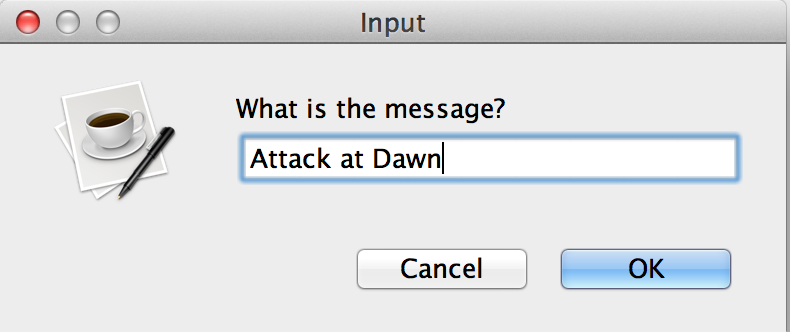 Input
What is the message?
Attack at Dawn
Cancel OK